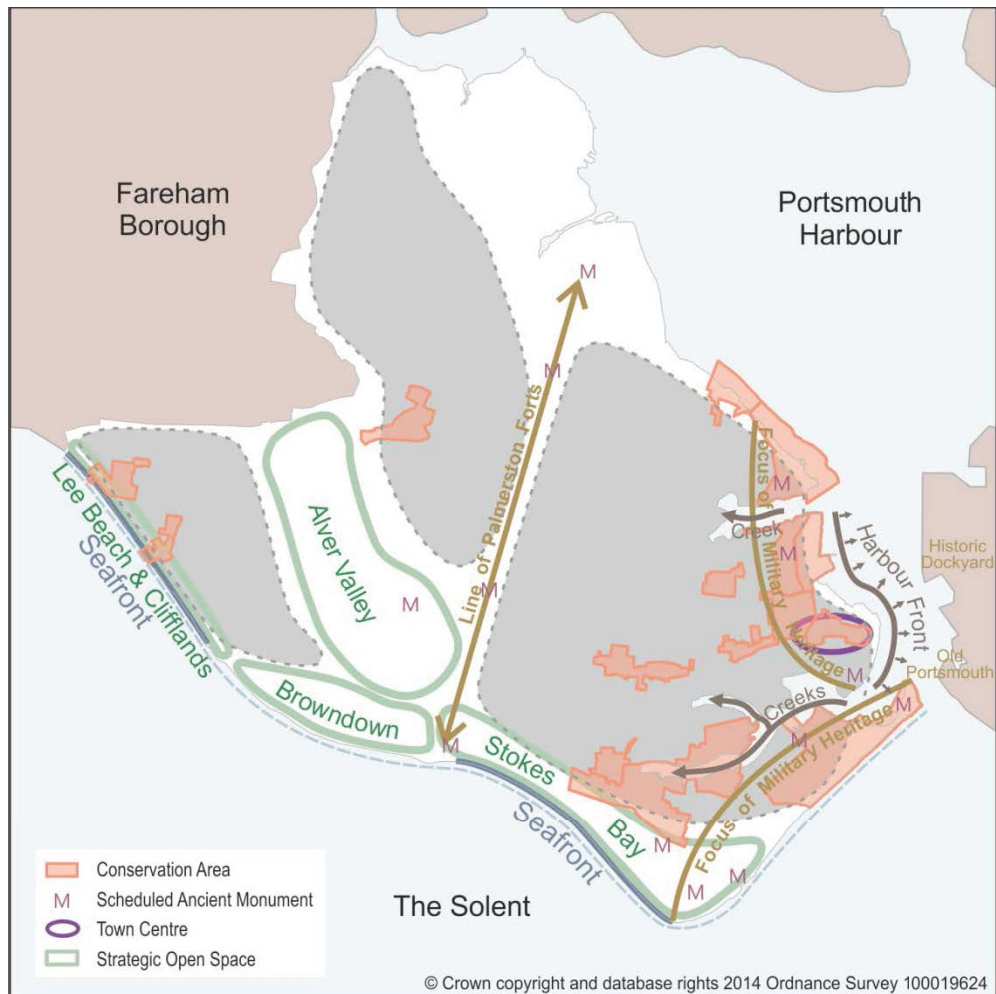 Fareham
Borough
Portsmouth
Harbour
M
M
Line of Palmerston Forts
M
M
Lee Beach & Clifflands
Seafront
Alver Valley
M
Browndown
Stokes
Bay
Seafront
Focus of Military Heritage
M
Creek
M
Harbour Front
Historic
Dockyard
Old
Portsmouth
M
Creeks
M
M
Focus of Military Heritage
M
M
M
The Solent
Conservation Area
M Scheduled Ancient Monument
Town Centre
Strategic Open Space
© Crown copyright and database rights 2014 Ordnance Survey 100019624